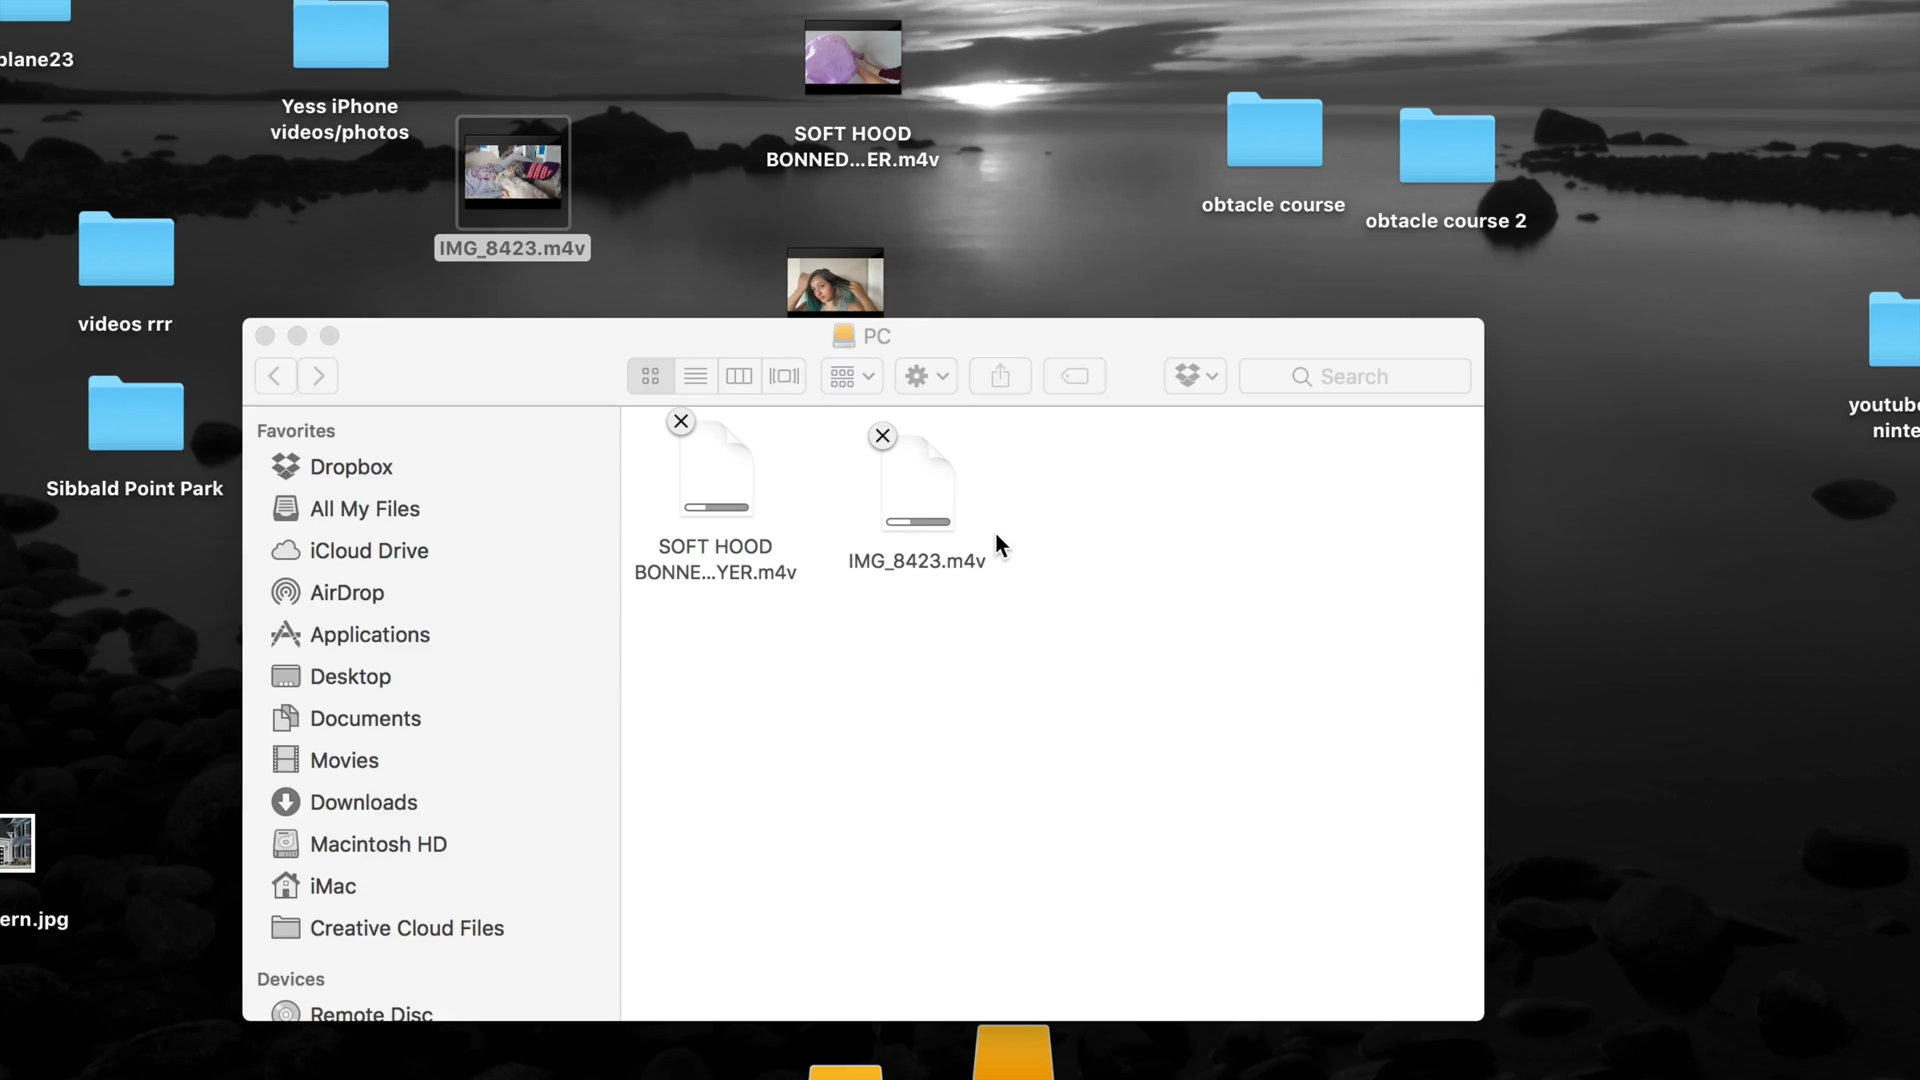 plane23
Yess iPhone
videos/photos
SOFT HOOD
BONNED...ER.m4v
obtacle course
obtacle course 2
IMG_8423.m4v
videos rrr
PC
Search
youtube
ninte
Sibbald Point Park
Favorites
Dropbox
All My Files
iCloud Drive
AirDrop
Applications
Desktop
Documents
Movies
Downloads
Macintosh HD
iMac
Creative Cloud Files
Devices
Remote Disc
SOFT HOOD
BONNE...YER.m4v
IMG_8423.m4v
ern.jpg